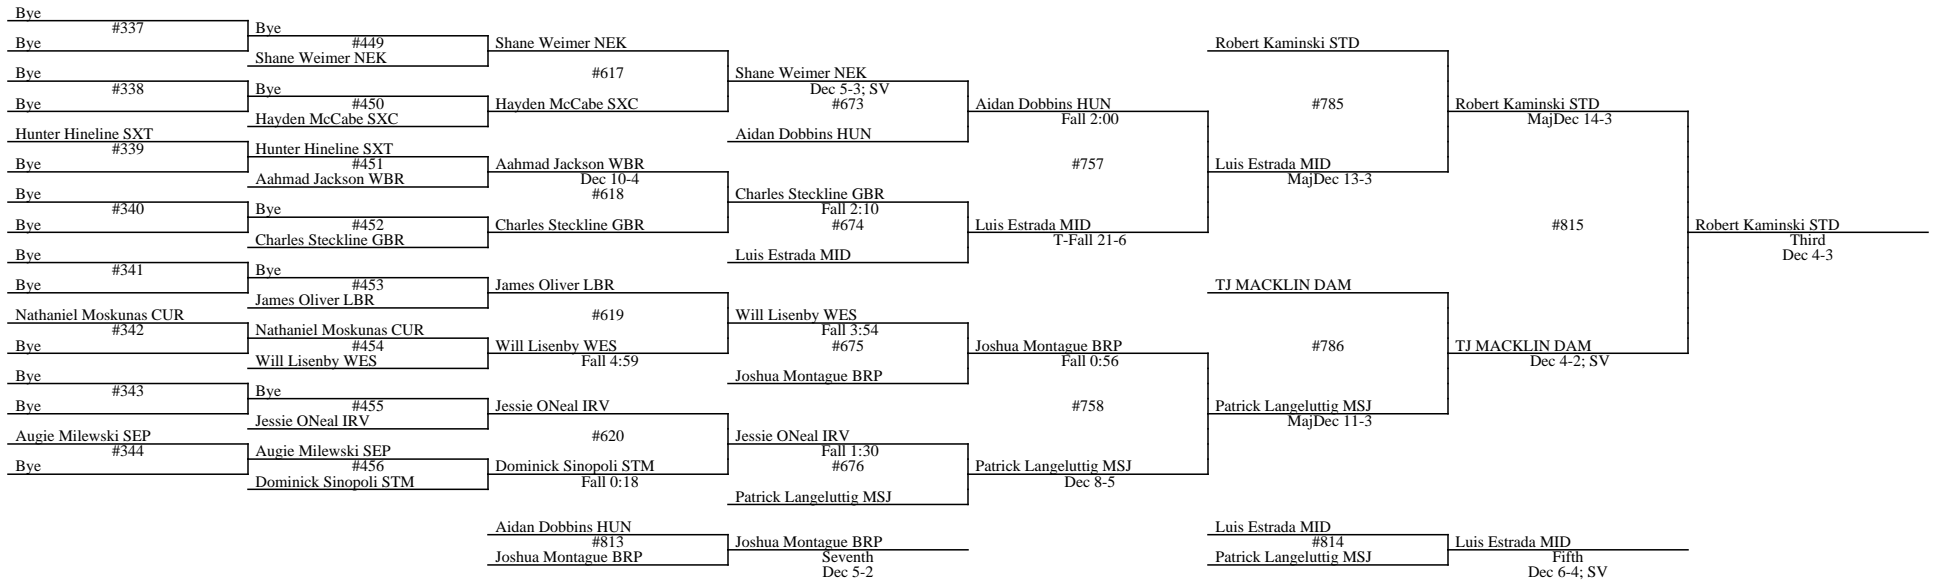 Bye
#337
Bye
Bye
#338
Bye
Hunter Hineline SXT
#339
Bye
Bye
#340
Bye
Bye
#341
Bye
Nathaniel Moskunas CUR
#342
Bye
Bye
#343
Bye
Augie Milewski SEP
#344
Bye
Bye
#449
Shane Weimer NEK
Bye
#450
Hayden McCabe SXC
Hunter Hineline SXT
#451
Aahmad Jackson WBR
Bye
#452
Charles Steckline GBR
Bye
#453
James Oliver LBR
Nathaniel Moskunas CUR
#454
Will Lisenby WES
Bye
#455
Jessie ONeal IRV
Augie Milewski SEP
#456
Dominick Sinopoli STM
Shane Weimer NEK
#617
Hayden McCabe SXC
Aahmad Jackson WBR
Dec 10-4
#618
Charles Steckline GBR
James Oliver LBR
#619
Will Lisenby WES
Fall 4:59
Jessie ONeal IRV
#620
Dominick Sinopoli STM
Fall 0:18
Shane Weimer NEK
Dec 5-3; SV
#673
Aidan Dobbins HUN
Charles Steckline GBR
Fall 2:10
#674
Luis Estrada MID
Will Lisenby WES
Fall 3:54
#675
Joshua Montague BRP
Jessie ONeal IRV
Fall 1:30
#676
Patrick Langeluttig MSJ
Aidan Dobbins HUN
Fall 2:00
#757
Luis Estrada MID
T-Fall 21-6
Joshua Montague BRP
Fall 0:56
#758
Patrick Langeluttig MSJ
Dec 8-5
Robert Kaminski STD
#785
Luis Estrada MID
MajDec 13-3
TJ MACKLIN DAM
#786
Patrick Langeluttig MSJ
MajDec 11-3
Robert Kaminski STD
MajDec 14-3
#815
TJ MACKLIN DAM
Dec 4-2; SV
Robert Kaminski STD
Third
Dec 4-3
Aidan Dobbins HUN
#813
Joshua Montague BRP
Joshua Montague BRP
Seventh
Dec 5-2
Luis Estrada MID
#814
Patrick Langeluttig MSJ
Luis Estrada MID
Fifth
Dec 6-4; SV